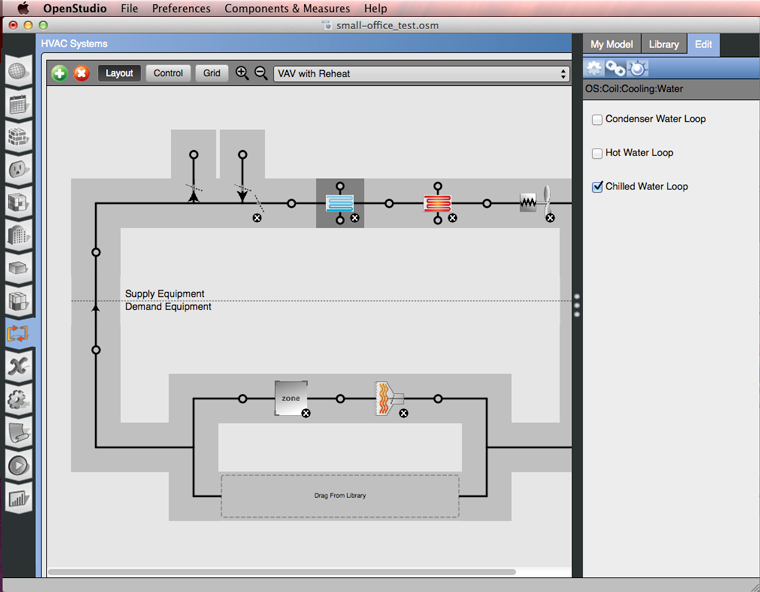 OpenStudio File Preferences Components & Measures Help
small-office_test.osm
HVAC Systems
My Model Library Edit
Layout Control Grid VAV with Reheat
OS:Coil:Cooling:Water
Condenser Water Loop
Hot Water Loop
Chilled Water Loop
Supply Equipment
Demand Equipment
zone
Drag From Library